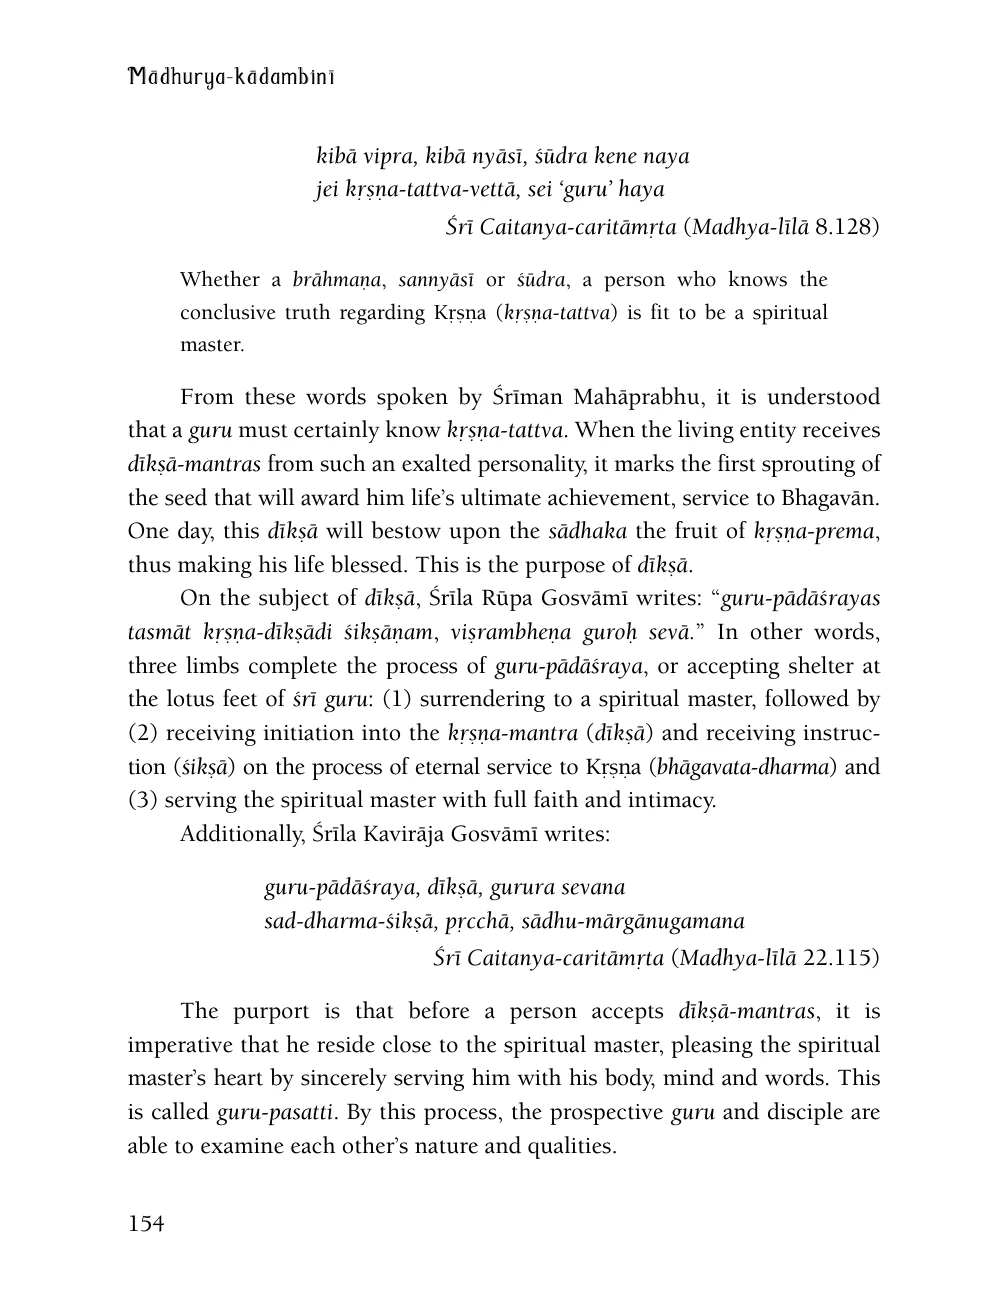 Mādhurya-kādambinī
kibā vipra, kibā nyāsī, śūdra kene naya
jei kṛṣṇa-tattva-vettā, sei ‘guru’ haya
Śrī Caitanya-caritāmṛta (Madhya-līlā 8.128)
Whether a brāhmaṇa, sannyāsī or śūdra, a person who knows the
conclusive truth regarding Kṛṣṇa (kṛṣṇa-tattva) is fit to be a spiritual
master.
From these words spoken by Śrīman Mahāprabhu, it is understood
that a guru must certainly know kṛṣṇa-tattva. When the living entity receives
dīkṣā-mantras from such an exalted personality, it marks the first sprouting of
the seed that will award him life’s ultimate achievement, service to Bhagavān.
One day, this dīkṣā will bestow upon the sādhaka the fruit of kṛṣṇa-prema,
thus making his life blessed. This is the purpose of dīkṣā.
On the subject of dīkṣā, Śrīla Rūpa Gosvāmī writes: “guru-pādāśrayas
tasmāt kṛṣṇa-dīkṣādi śikṣāṇam, viṣrambheṇa guroḥ sevā.” In other words,
three limbs complete the process of guru-pādāśraya, or accepting shelter at
the lotus feet of śrī guru: (1) surrendering to a spiritual master, followed by
(2) receiving initiation into the kṛṣṇa-mantra (dīkṣā) and receiving instruc-
tion (śikṣā) on the process of eternal service to Kṛṣṇa (bhāgavata-dharma) and
(3) serving the spiritual master with full faith and intimacy.
Additionally, Śrīla Kavirāja Gosvāmī writes:
guru-pādāśraya, dīkṣā, gurura sevana
sad-dharma-śikṣā, pṛcchā, sādhu-mārgānugamana
Śrī Caitanya-caritāmṛta (Madhya-līlā 22.115)
The purport is that before a person accepts dīkṣā-mantras, it is
imperative that he reside close to the spiritual master, pleasing the spiritual
master’s heart by sincerely serving him with his body, mind and words. This
is called guru-pasatti. By this process, the prospective guru and disciple are
able to examine each other’s nature and qualities.
154